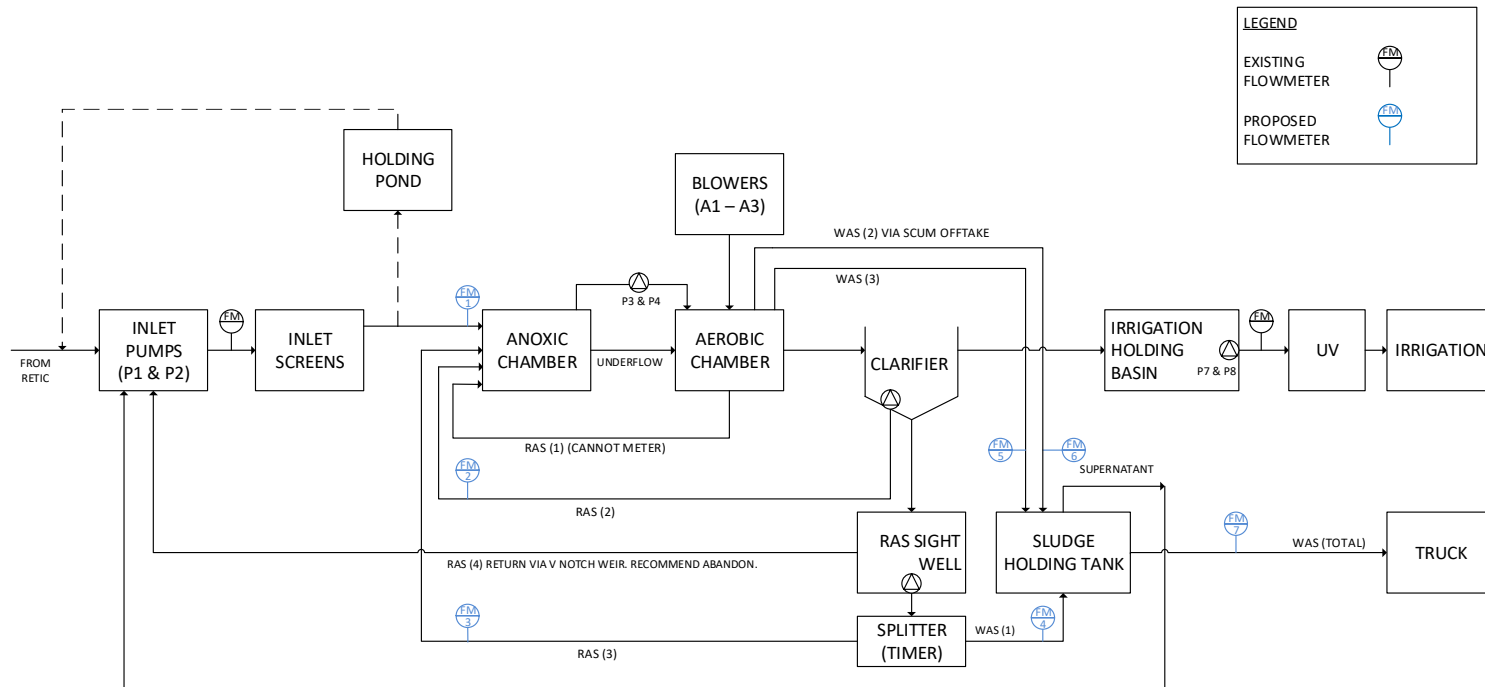 LEGEND
EXISTING
FLOWMETER
FM
PROPOSED
FLOWMETER
FM
HOLDING
POND
BLOWERS
(A1 – A3)
WAS (2) VIA SCUM OFFTAKE
WAS (3)
FROM
RETIC
INLET
PUMPS
(P1 & P2)
FM
INLET
SCREENS
FM
1
ANOXIC
CHAMBER
P3 & P4
UNDERFLOW
AEROBIC
CHAMBER
CLARIFIER
IRRIGATION
HOLDING
BASIN
P7 & P8
FM
UV
IRRIGATION
RAS (1) (CANNOT METER)
FM
2
RAS (2)
FM
5
FM
6
SUPERNATANT
RAS SIGHT
WELL
SLUDGE
HOLDING TANK
FM
7
WAS (TOTAL)
TRUCK
RAS (4) RETURN VIA V NOTCH WEIR. RECOMMEND ABANDON.
FM
3
RAS (3)
SPLITTER
(TIMER)
WAS (1)
FM
4